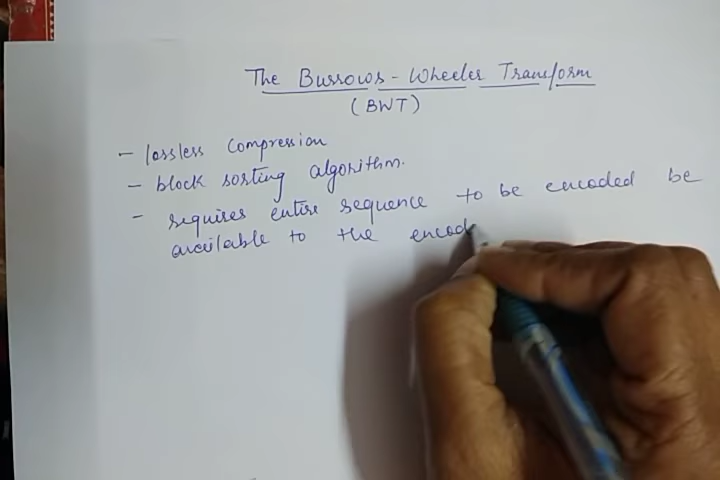 The Burrows - Wheeler Transform
(BWT)
- lossless compression
- block sorting algorithm.
- requires entire sequence to be encoded be
available to the encod